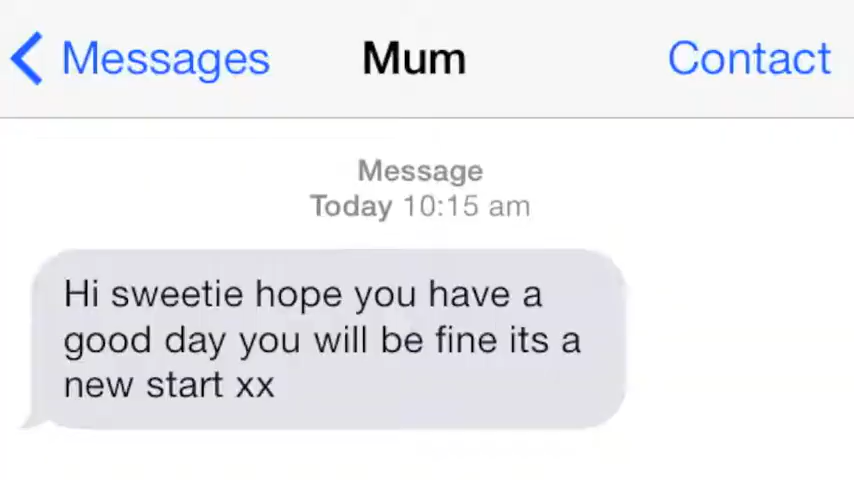 Messages Mum Contact
Message
Today 10:15 am
Hi sweetie hope you have a
good day you will be fine its a
new start xx